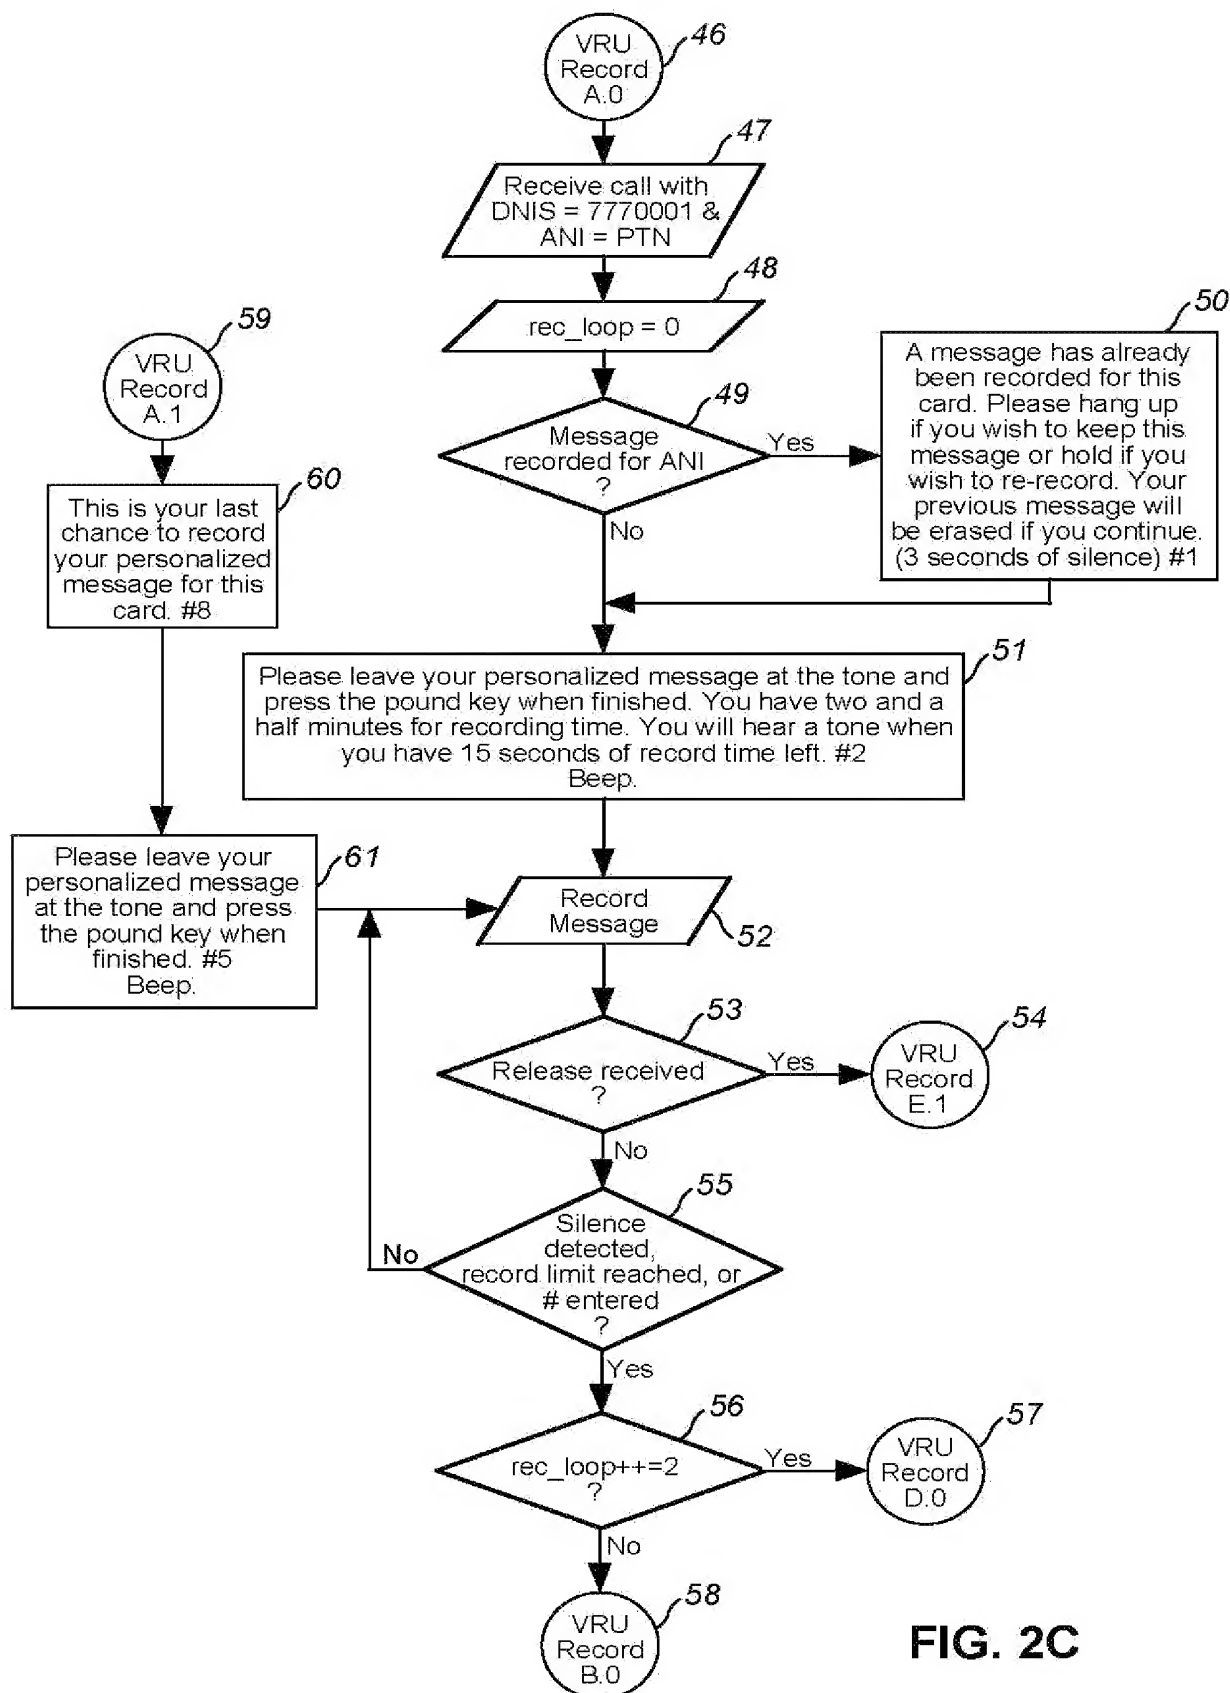 46
VRU
Record
A.0
47
Receive call with
DNIS = 7770001 &
ANI = PTN
48
rec_loop = 0
59
VRU
Record
A.1
49
Message
recorded for ANI
?
Yes
No
50
A message has already
been recorded for this
card. Please hang up
if you wish to keep this
message or hold if you
wish to re-record. Your
previous message will
be erased if you continue.
(3 seconds of silence) #1
60
This is your last
chance to record
your personalized
message for this
card. #8
51
Please leave your personalized message at the tone and
press the pound key when finished. You have two and a
half minutes for recording time. You will hear a tone when
you have 15 seconds of record time left. #2
Beep.
61
Please leave your
personalized message
at the tone and press
the pound key when
finished. #5
Beep.
Record
Message
52
53
Release received
?
Yes
No
54
VRU
Record
E.1
55
Silence
detected,
record limit reached, or
# entered
?
No
Yes
56
rec_loop++=2
?
Yes
No
57
VRU
Record
D.0
58
VRU
Record
B.0
FIG. 2C